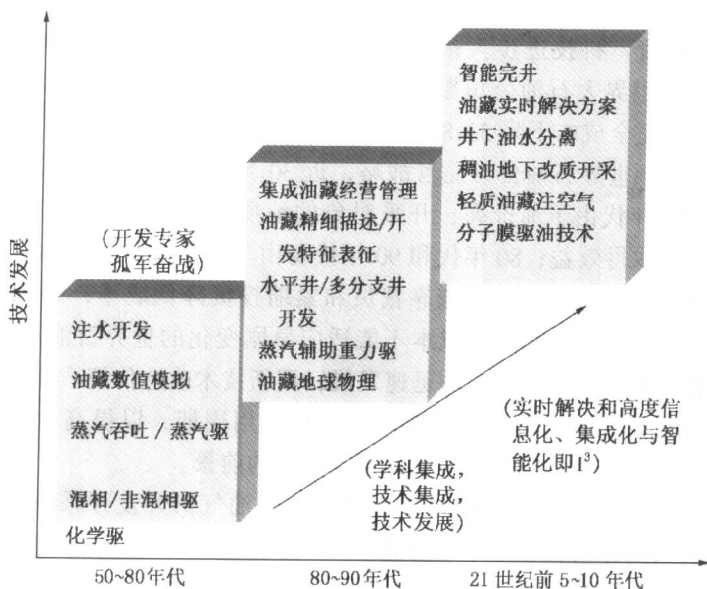 技术发展
(开发专家
孤军奋战)
注水开发
油藏数值模拟
蒸汽吞吐/蒸汽驱
混相/非混相驱
化学驱
集成油藏经营管理
油藏精细描述/开
发特征表征
水平井/多分支井
开发
蒸汽辅助重力驱
油藏地球物理
智能完井
油藏实时解决方案
井下油水分离
稠油地下改质开采
轻质油藏注空气
分子膜驱油技术
(学科集成,
技术集成,
技术发展)
(实时解决和高度信
息化、集成化与智
能化即I³)
50~80年代
80~90年代
21世纪前5~10年代